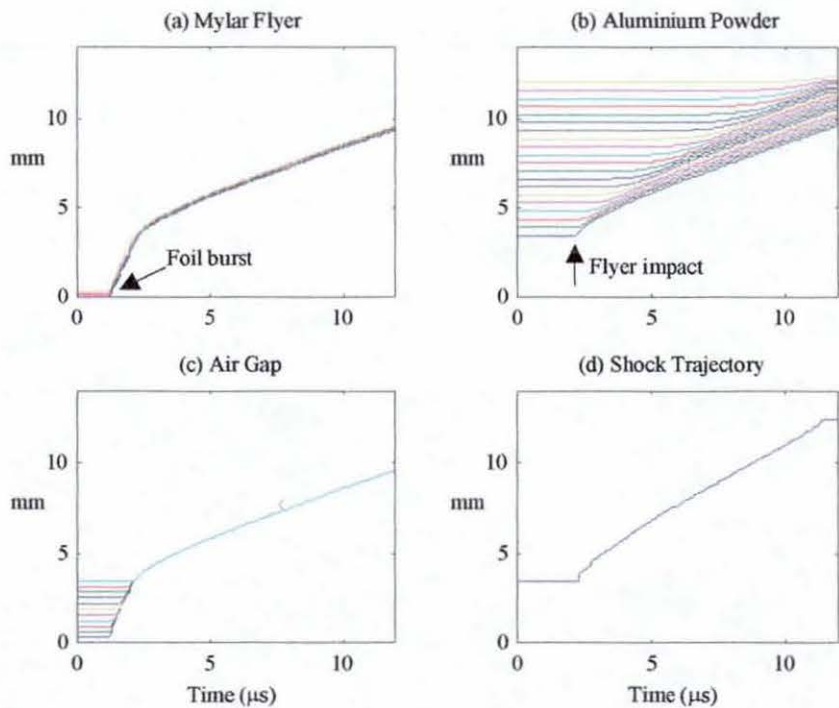 (a) Mylar Flyer
(b) Aluminium Powder
10
mm
5
0
Foil burst
0
5
10
10
mm
5
0
Flyer impact
0
5
10
(c) Air Gap
(d) Shock Trajectory
10
mm
5
0
0
5
10
Time (μs)
10
mm
5
0
0
5
10
Time (μs)